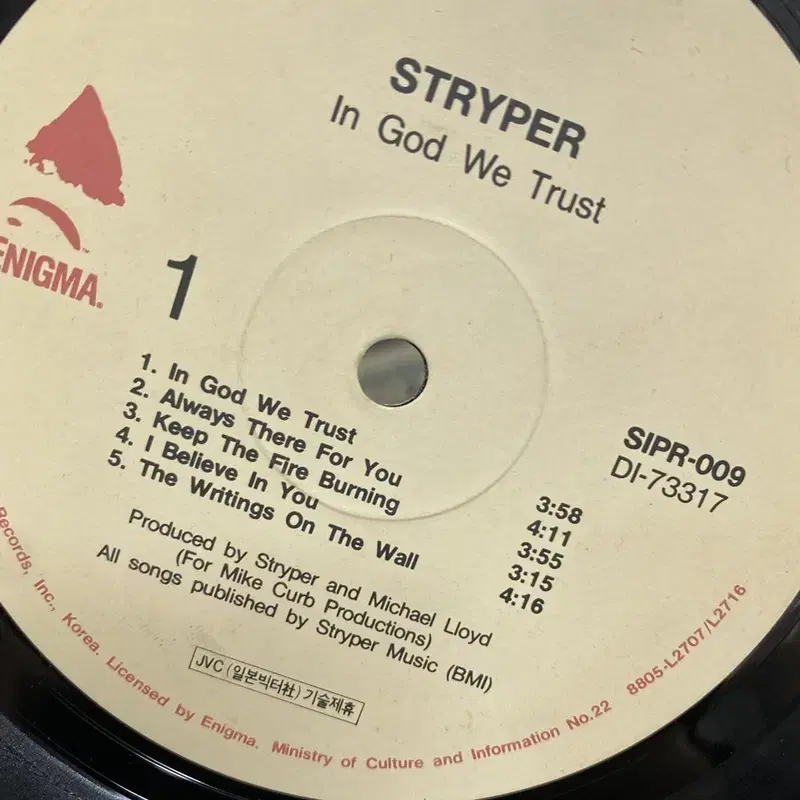 STRYPER
In God We Trust
ENIGMA.
1
1. In God We Trust 3:58
2. Always There For You 4:11
3. Keep The Fire Burning 3:55
4. I Believe In You 3:15
5. The Writings On The Wall 4:16
SIPR-009
DI-73317
Produced by Stryper and Michael Lloyd
(For Mike Curb Productions)
All songs published by Stryper Music (BMI)
JVC (일본빅터社) 기술제휴
Records, Inc., Korea. Licensed by Enigma. Ministry of Culture and Information No.22 8805-L2707/L2716